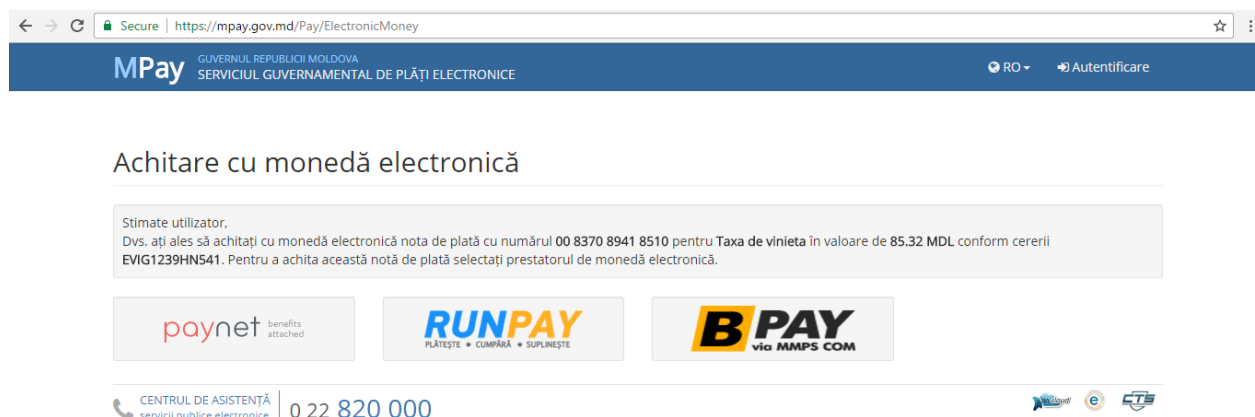 Secure | https://mpay.gov.md/Pay/ElectronicMoney
MPay
GUVERNUL REPUBLICII MOLDOVA
SERVICIUL GUVERNAMENTAL DE PLĂȚI ELECTRONICE
RO
Autentificare
Achitare cu monedă electronică
Stimate utilizator,
Dvs. ați ales să achitați cu monedă electronică nota de plată cu numărul 00 8370 8941 8510 pentru Taxa de vinieta în valoare de 85.32 MDL conform cererii
EVIG1239HN541. Pentru a achita această notă de plată selectați prestatorul de monedă electronică.
paynet benefits
attached
RUNPAY
PLĂTEȘTE • CUMPĂRĂ • SUPLINEȘTE
B PAY
via MMPS COM
CENTRUL DE ASISTENȚĂ
servicii publice electronice
0 22 820 000
e
CTS